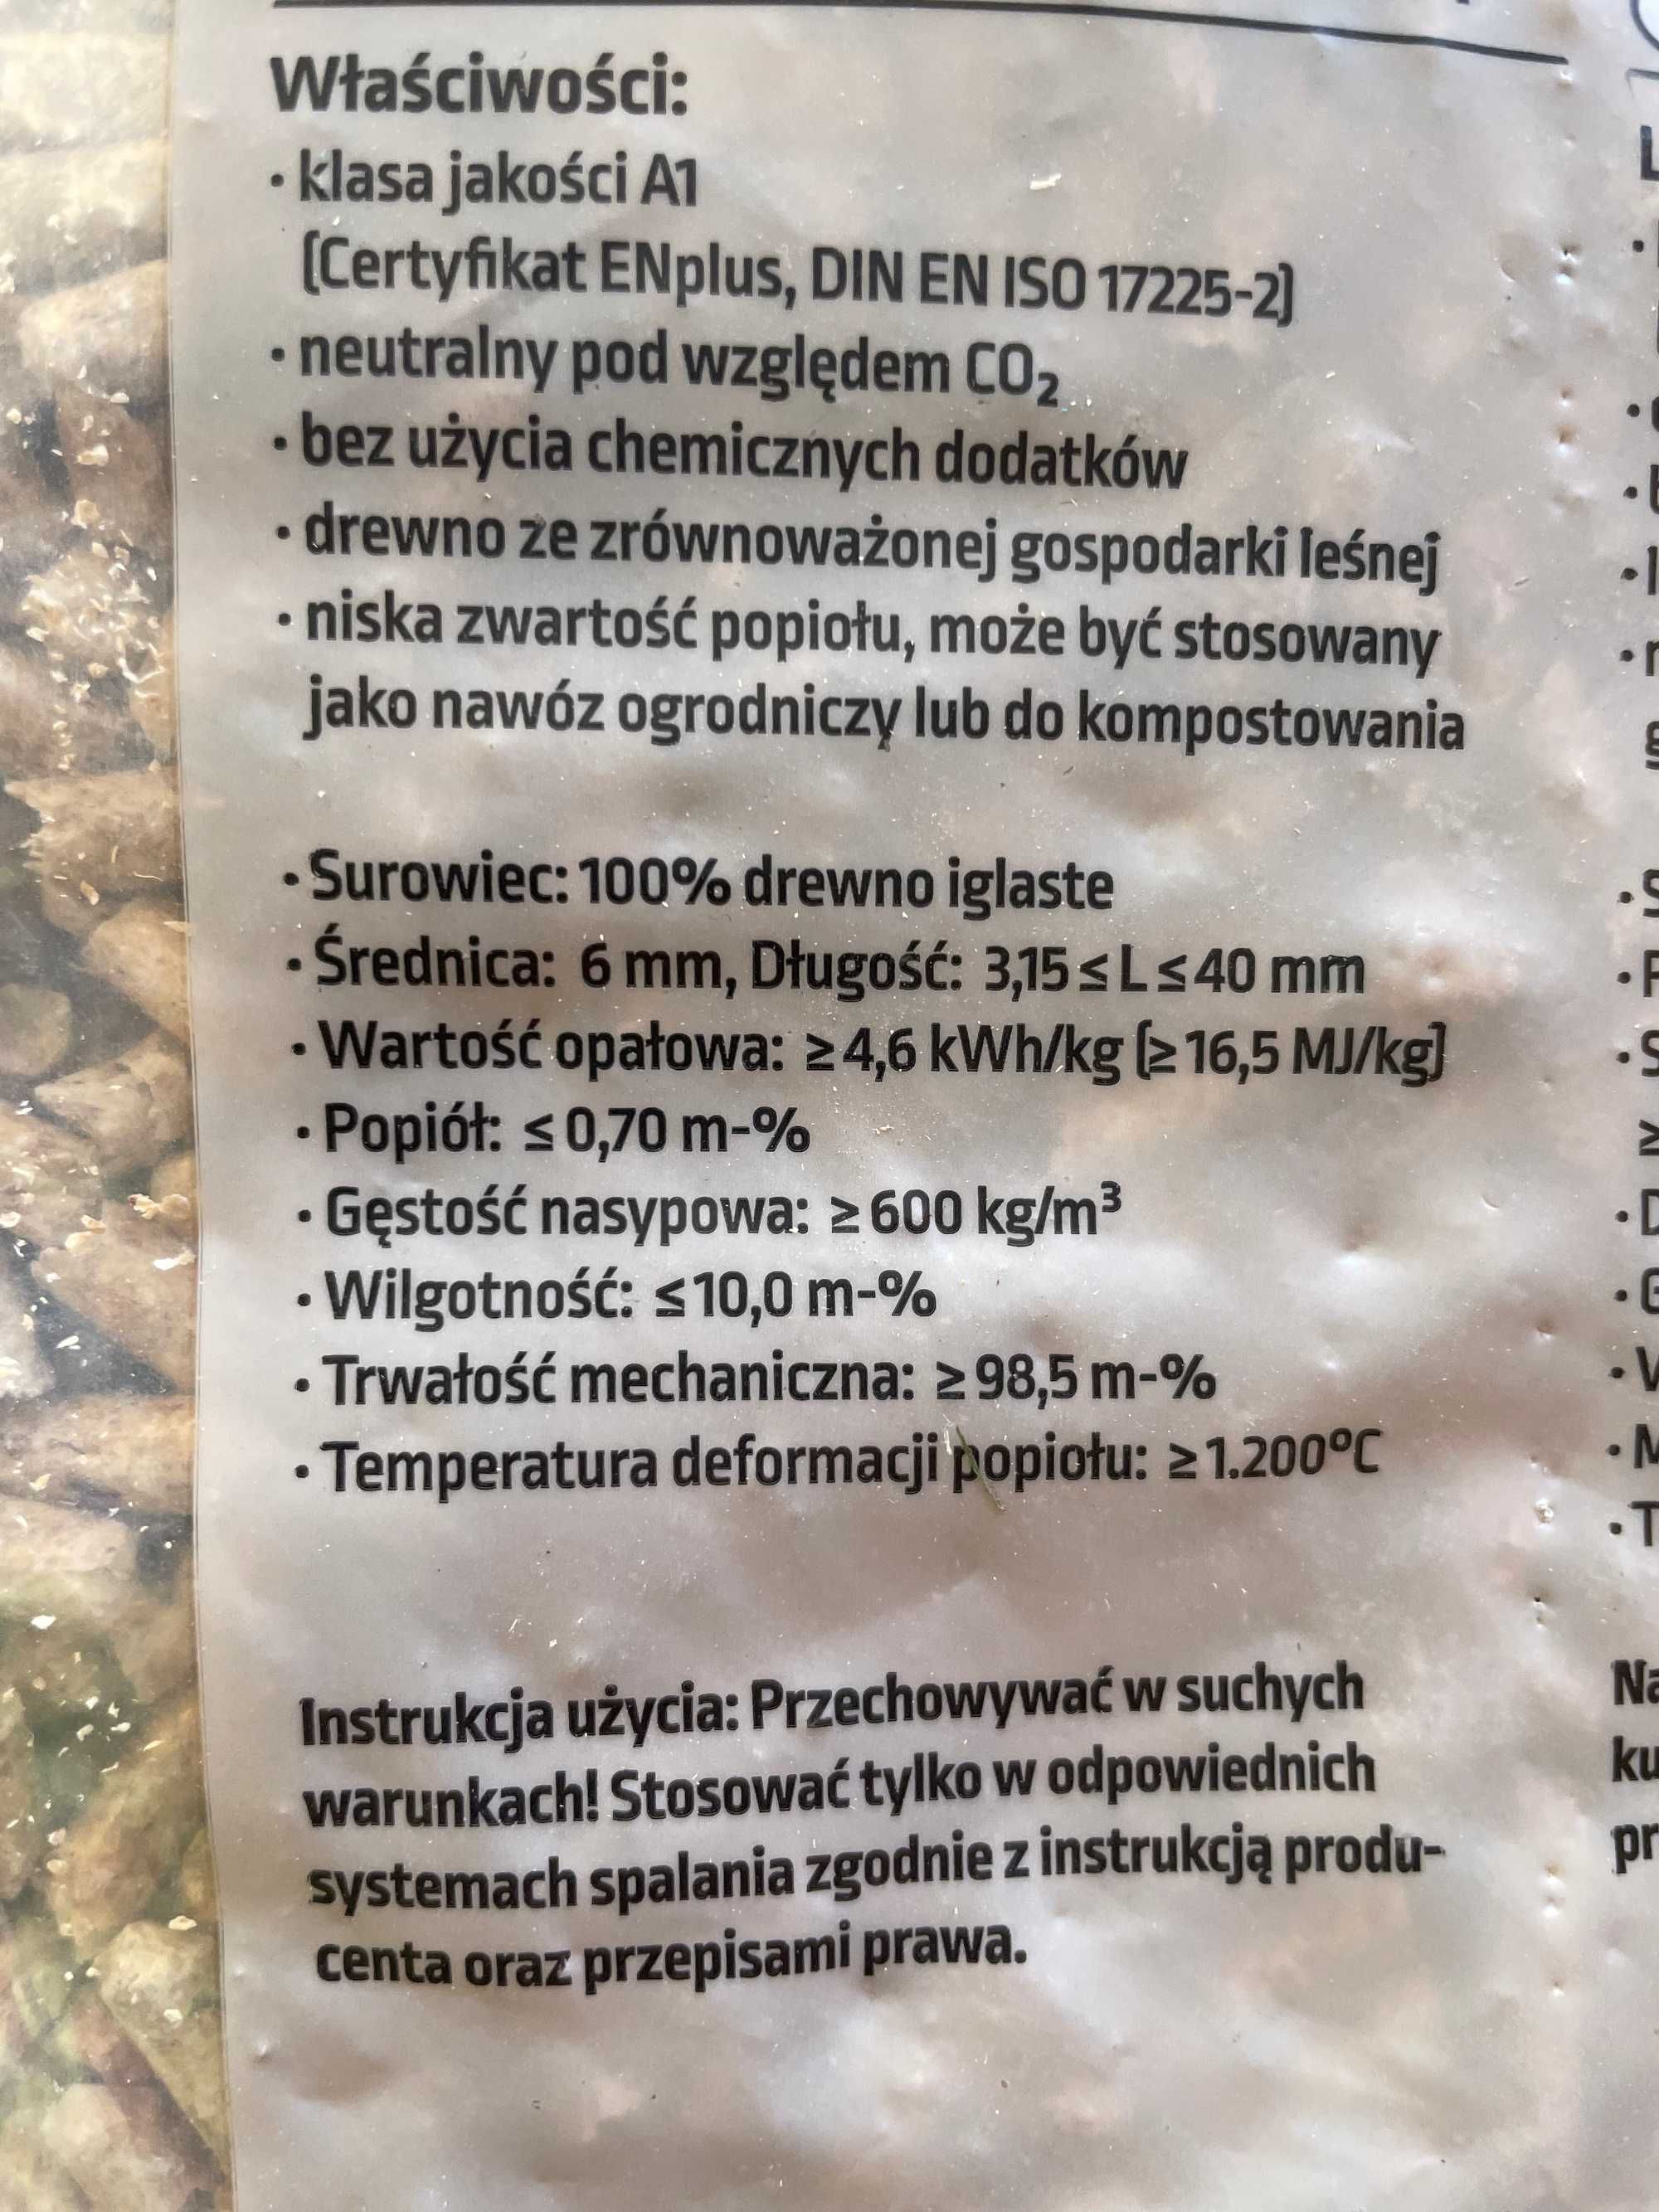 Właściwości:
· klasa jakości A1
(Certyfikat ENplus, DIN EN ISO 17225-2)
· neutralny pod względem CO₂
· bez użycia chemicznych dodatków
· drewno ze zrównoważonej gospodarki leśnej
· niska zwartość popiołu, może być stosowany
jako nawóz ogrodniczy lub do kompostowania
· Surowiec: 100% drewno iglaste
· Średnica: 6 mm, Długość: 3,15 ≤ L ≤ 40 mm
· Wartość opałowa: ≥ 4,6 kWh/kg (≥ 16,5 MJ/kg)
· Popiół: ≤ 0,70 m-%
· Gęstość nasypowa: ≥ 600 kg/m³
· Wilgotność: ≤ 10,0 m-%
· Trwałość mechaniczna: ≥ 98,5 m-%
· Temperatura deformacji popiołu: ≥ 1.200°C
Instrukcja użycia: Przechowywać w suchych
warunkach! Stosować tylko w odpowiednich
systemach spalania zgodnie z instrukcją produ-
centa oraz przepisami prawa.